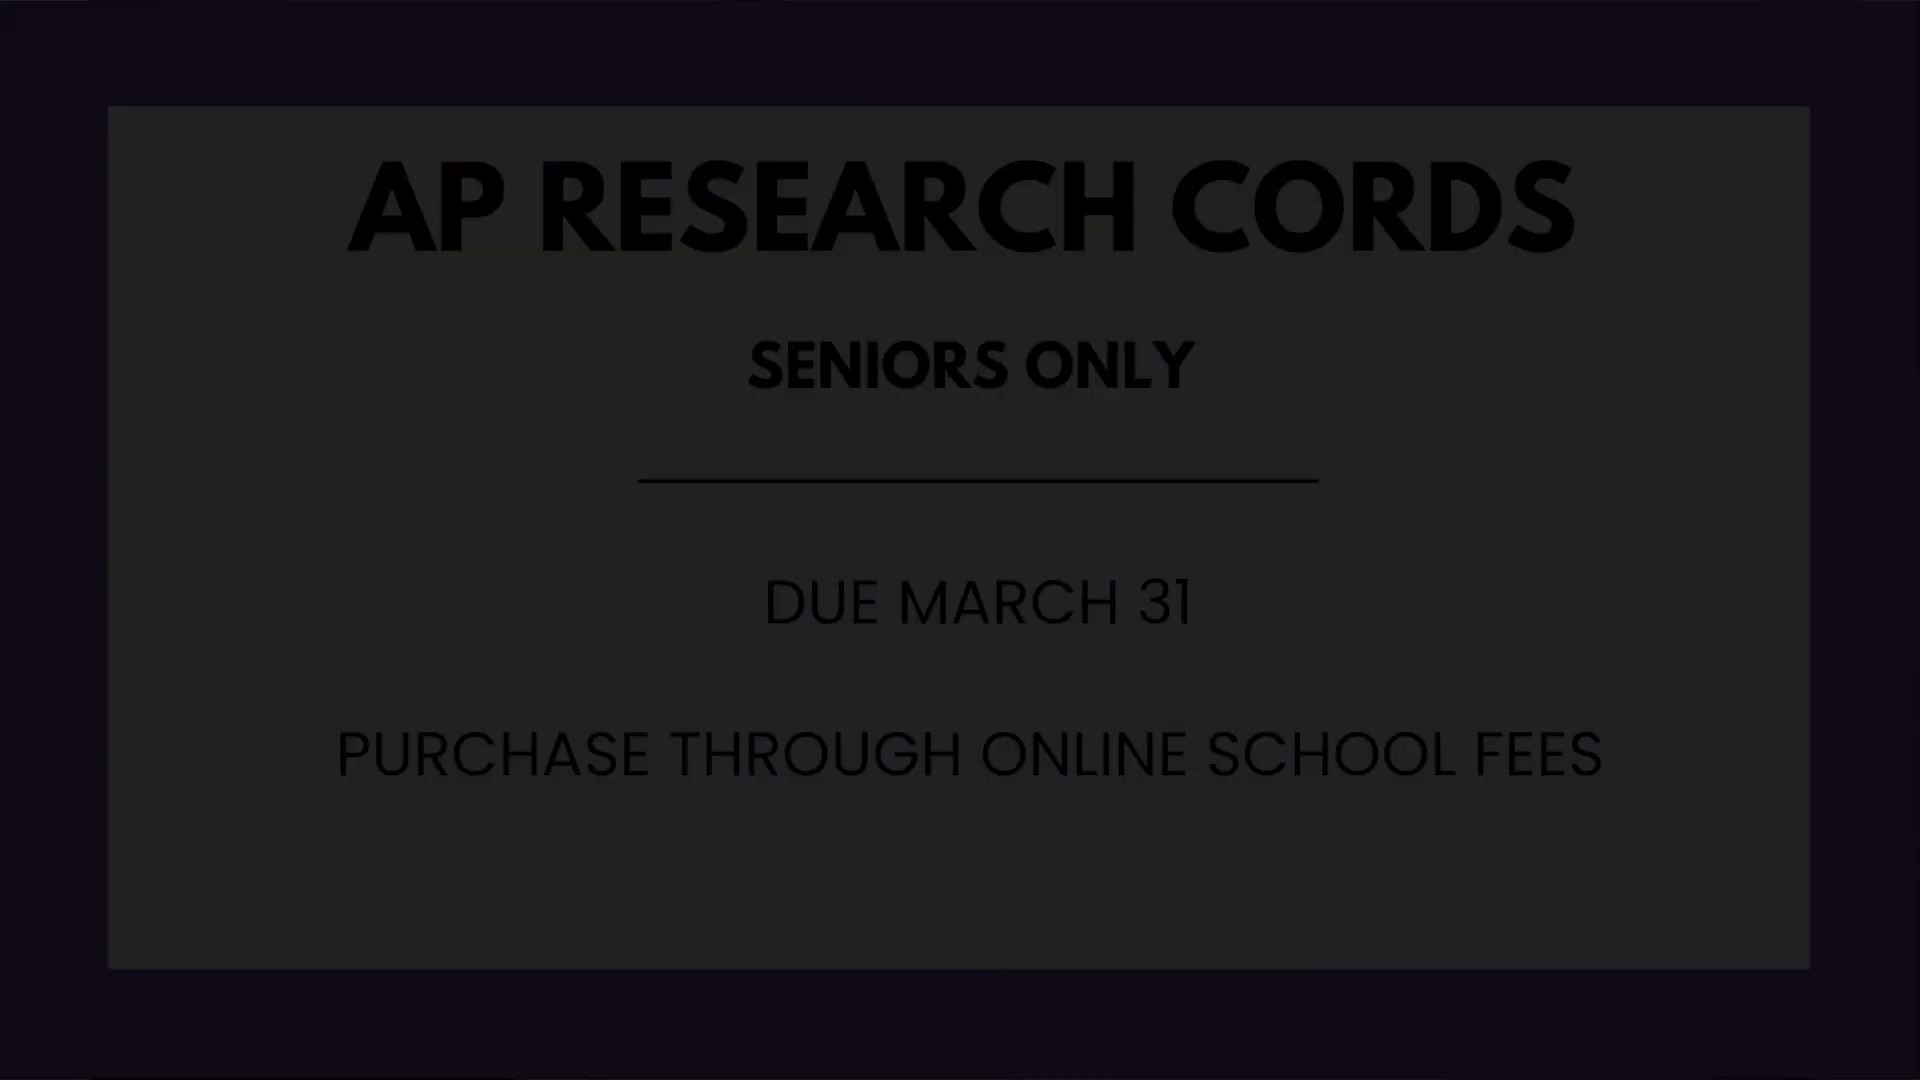 AP RESEARCH CORDS
SENIORS ONLY
DUE MARCH 31
PURCHASE THROUGH ONLINE SCHOOL FEES